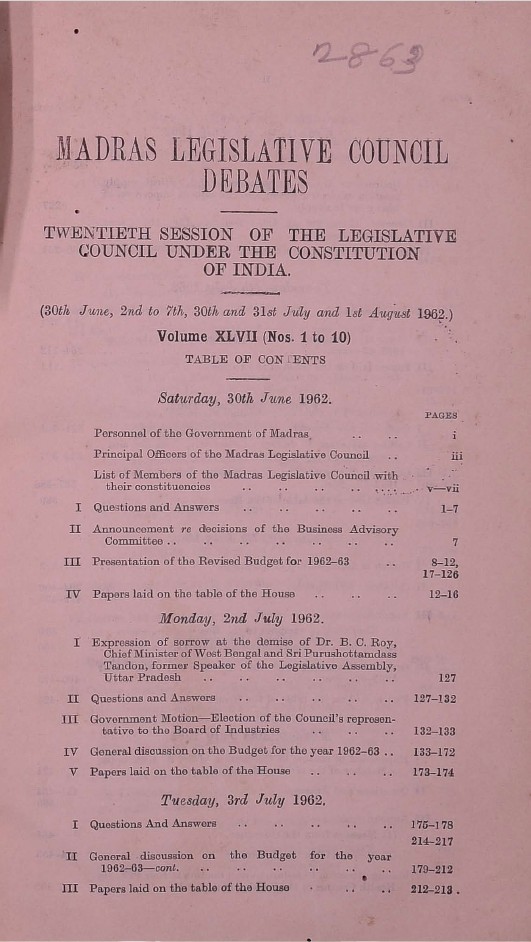 2863
MADRAS LEGISLATIVE COUNCIL
DEBATES
TWENTIETH SESSION OF THE LEGISLATIVE
COUNCIL UNDER THE CONSTITUTION
OF INDIA.
(30th June, 2nd to 7th, 30th and 31st July and 1st August 1962.)
Volume XLVII (Nos. 1 to 10)
TABLE OF CONTENTS
Saturday, 30th June 1962.
PAGES
Personnel of the Government of Madras .. .. i
Principal Officers of the Madras Legislative Council .. iii
List of Members of the Madras Legislative Council with
their constituencies .. .. .. .. .. v—vii
I Questions and Answers .. .. .. .. .. 1-7
II Announcement re decisions of the Business Advisory
Committee .. .. .. .. .. .. .. 7
III Presentation of the Revised Budget for 1962-63 .. 8-12,
17-126
IV Papers laid on the table of the House .. .. .. 12-16
Monday, 2nd July 1962.
I Expression of sorrow at the demise of Dr. B. C. Roy,
Chief Minister of West Bengal and Sri Purushottamdass
Tandon, former Speaker of the Legislative Assembly,
Uttar Pradesh .. .. .. .. .. .. 127
II Questions and Answers .. .. .. .. .. 127-132
III Government Motion—Election of the Council's represen-
tative to the Board of Industries .. .. .. 132-133
IV General discussion on the Budget for the year 1962-63 .. 133-172
V Papers laid on the table of the House .. .. .. 173-174
Tuesday, 3rd July 1962.
I Questions And Answers .. .. .. .. .. 175-178
214-217
II General discussion on the Budget for the year
1962-63—cont. .. .. .. .. .. .. 179-212
III Papers laid on the table of the House . .. .. 212-213 .